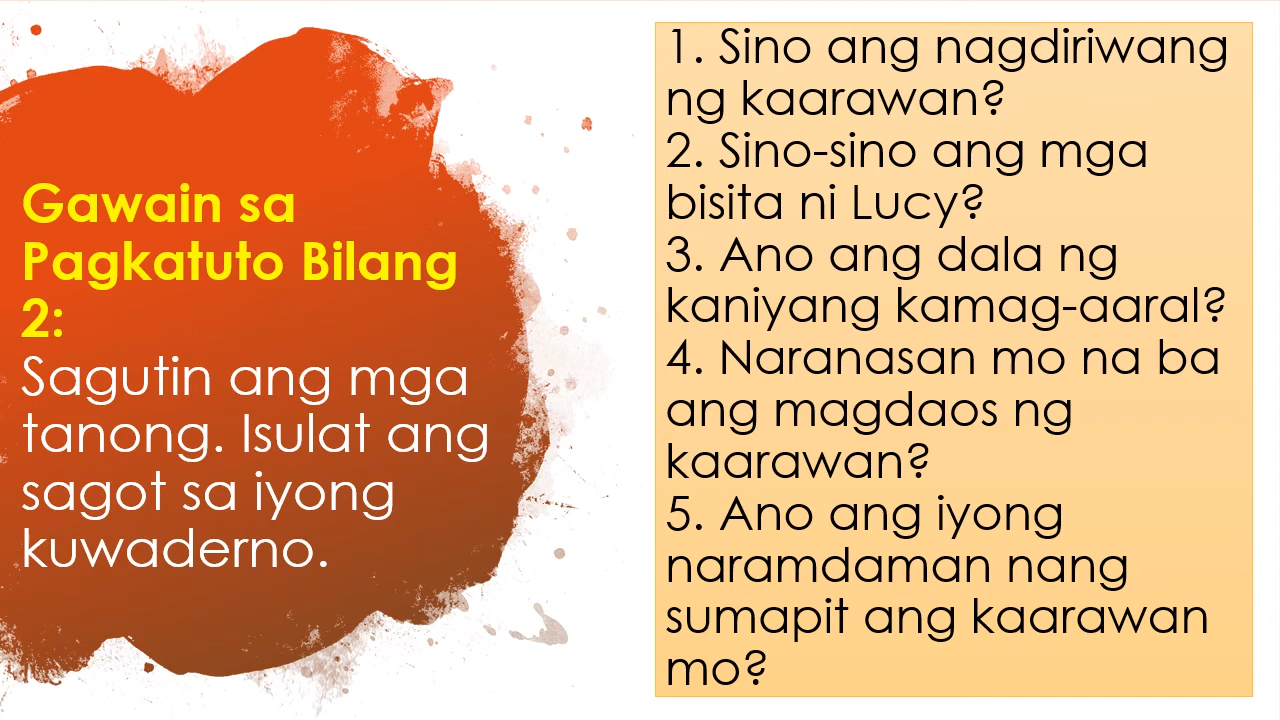 Gawain sa
Pagkatuto Bilang
2:
Sagutin ang mga
tanong. Isulat ang
sagot sa iyong
kuwaderno.
1. Sino ang nagdiriwang
ng kaarawan?
2. Sino-sino ang mga
bisita ni Lucy?
3. Ano ang dala ng
kaniyang kamag-aaral?
4. Naranasan mo na ba
ang magdaos ng
kaarawan?
5. Ano ang iyong
naramdaman nang
sumapit ang kaarawan
mo?